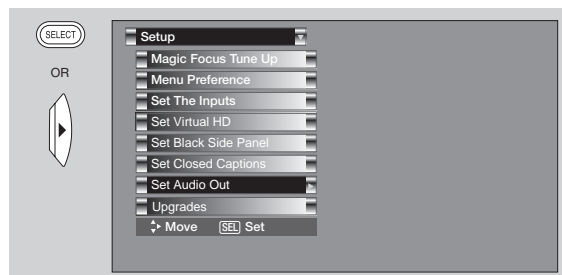 SELECT
OR
Setup
Magic Focus Tune Up
Menu Preference
Set The Inputs
Set Virtual HD
Set Black Side Panel
Set Closed Captions
Set Audio Out
Upgrades
Move SEL Set